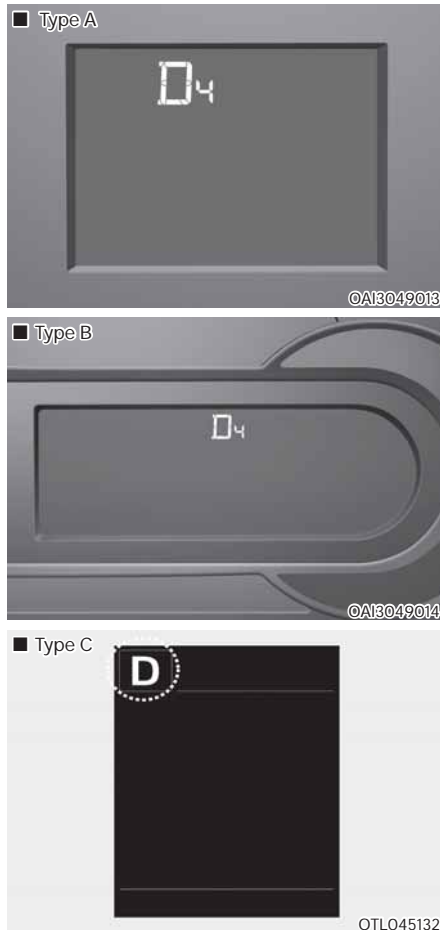 ■ Type A
D4
OAI3049013
■ Type B
D4
OAI3049014
■ Type C
D
OTL045132